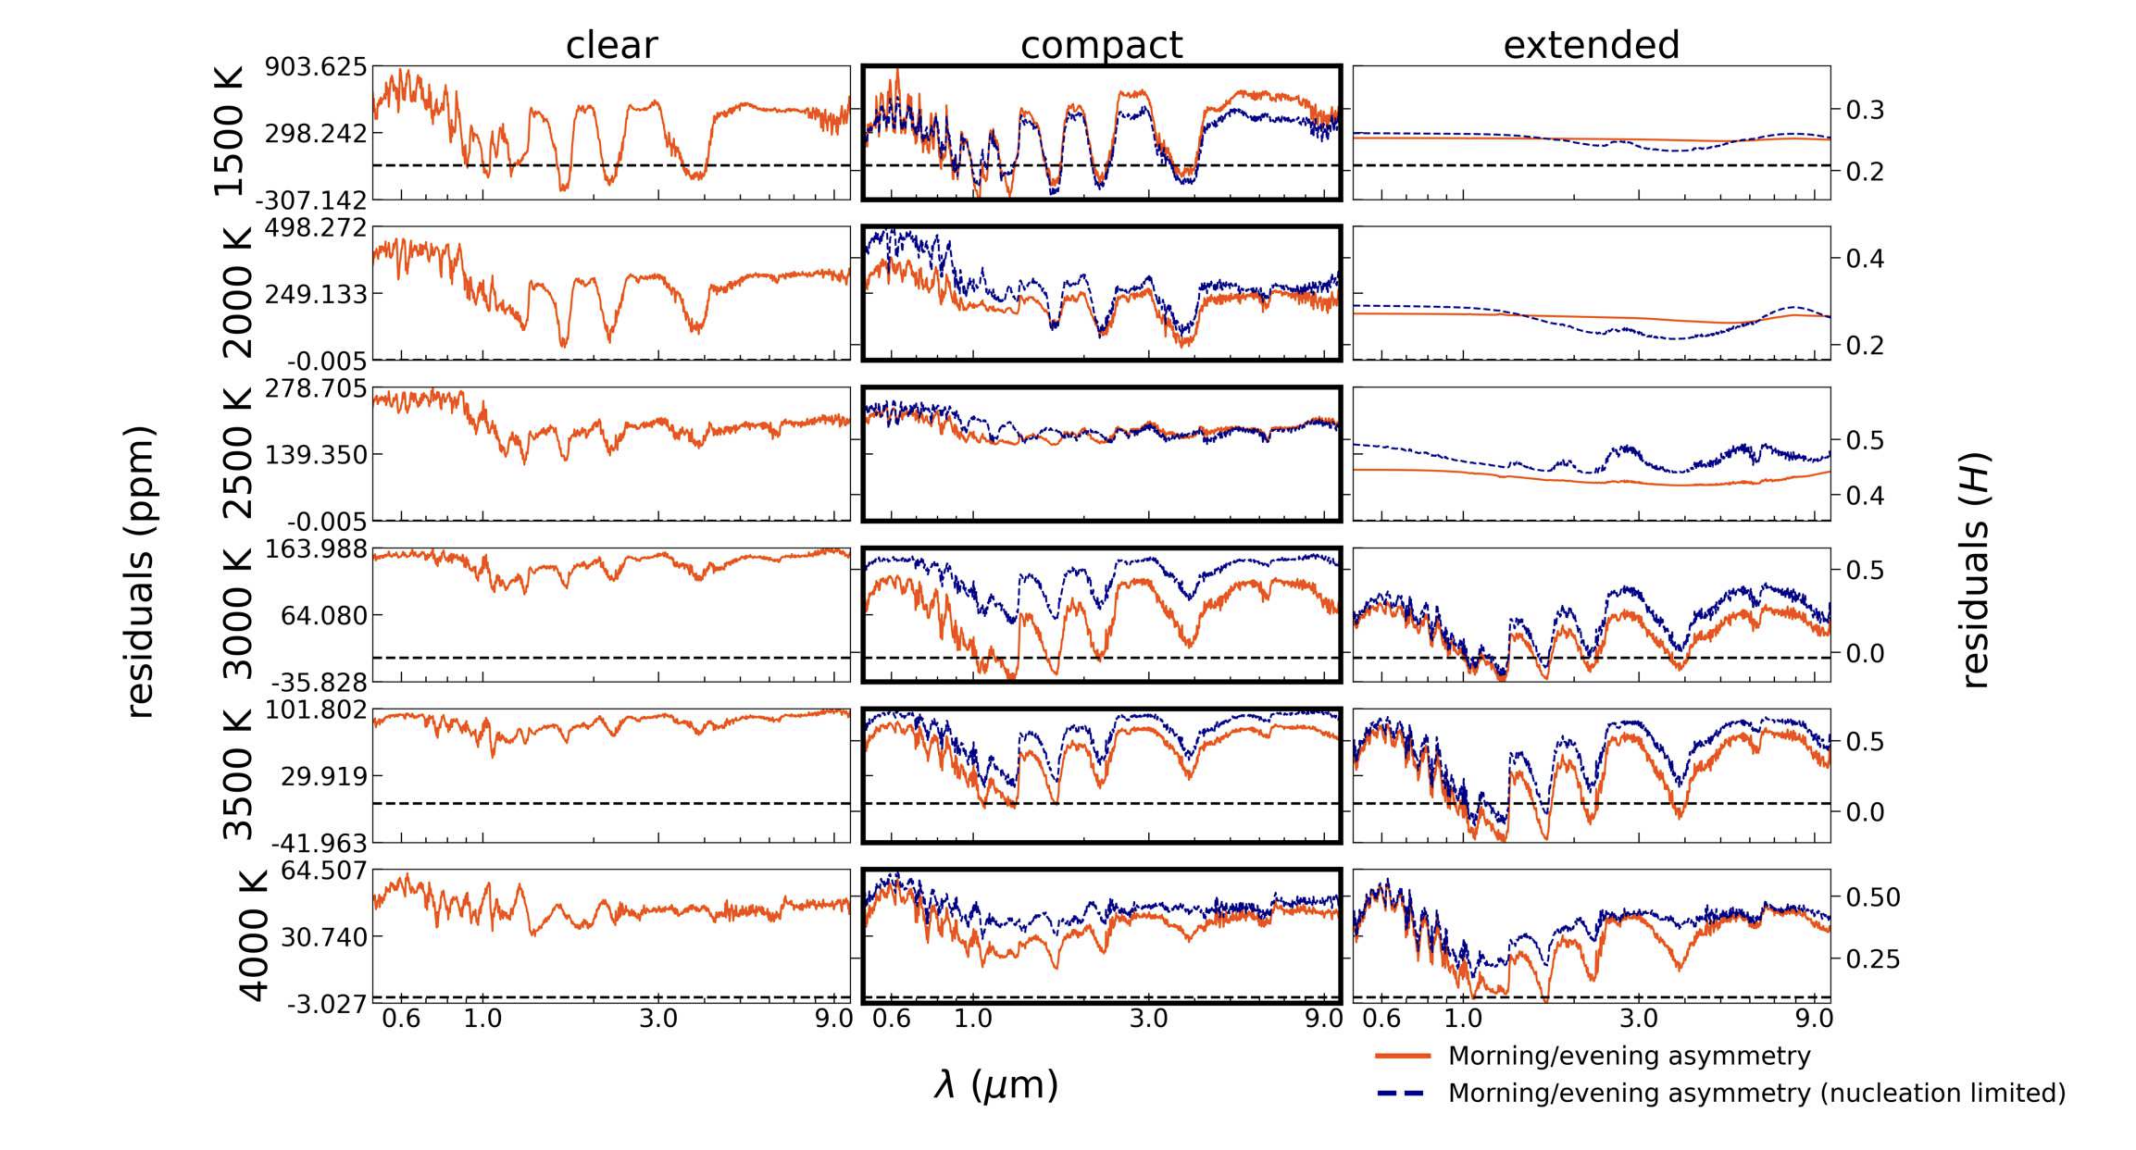 clear compact extended
residuals (ppm)
residuals (H)
1500 K
903.625
298.242
-307.142
0.3
0.2
2000 K
498.272
249.133
-0.005
0.4
0.2
2500 K
278.705
139.350
-0.005
0.5
0.4
3000 K
163.988
64.080
-35.828
0.5
0.0
3500 K
101.802
29.919
-41.963
0.5
0.0
4000 K
64.507
30.740
-3.027
0.50
0.25
0.6 1.0 3.0 9.0 0.6 1.0 3.0 9.0 0.6 1.0 3.0 9.0
λ (μm)
Morning/evening asymmetry
Morning/evening asymmetry (nucleation limited)